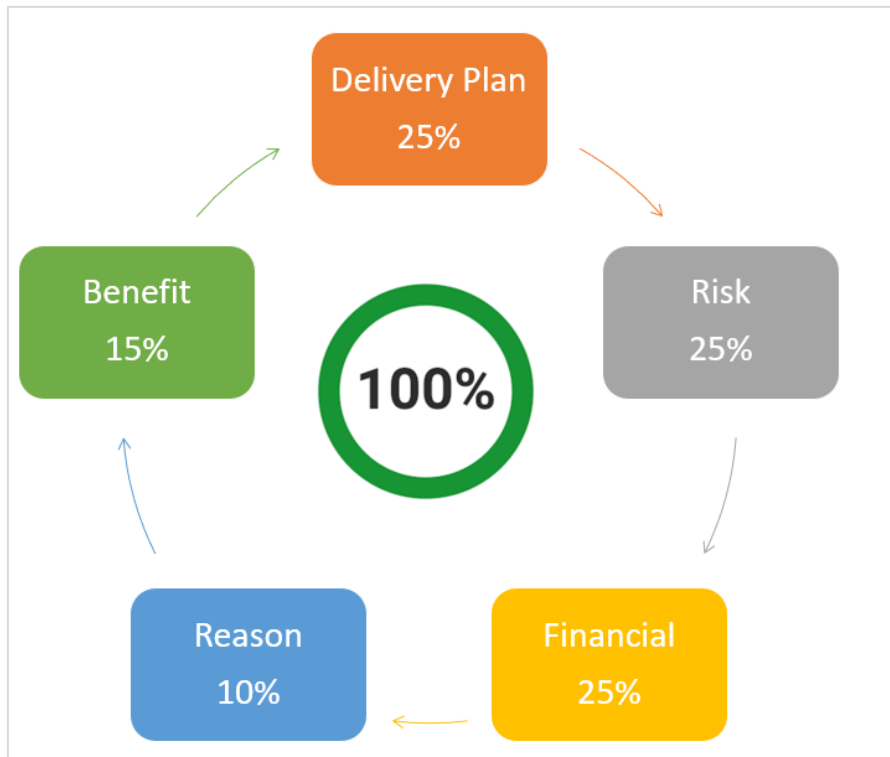 Delivery Plan
25%
Risk
25%
Financial
25%
Reason
10%
Benefit
15%
100%